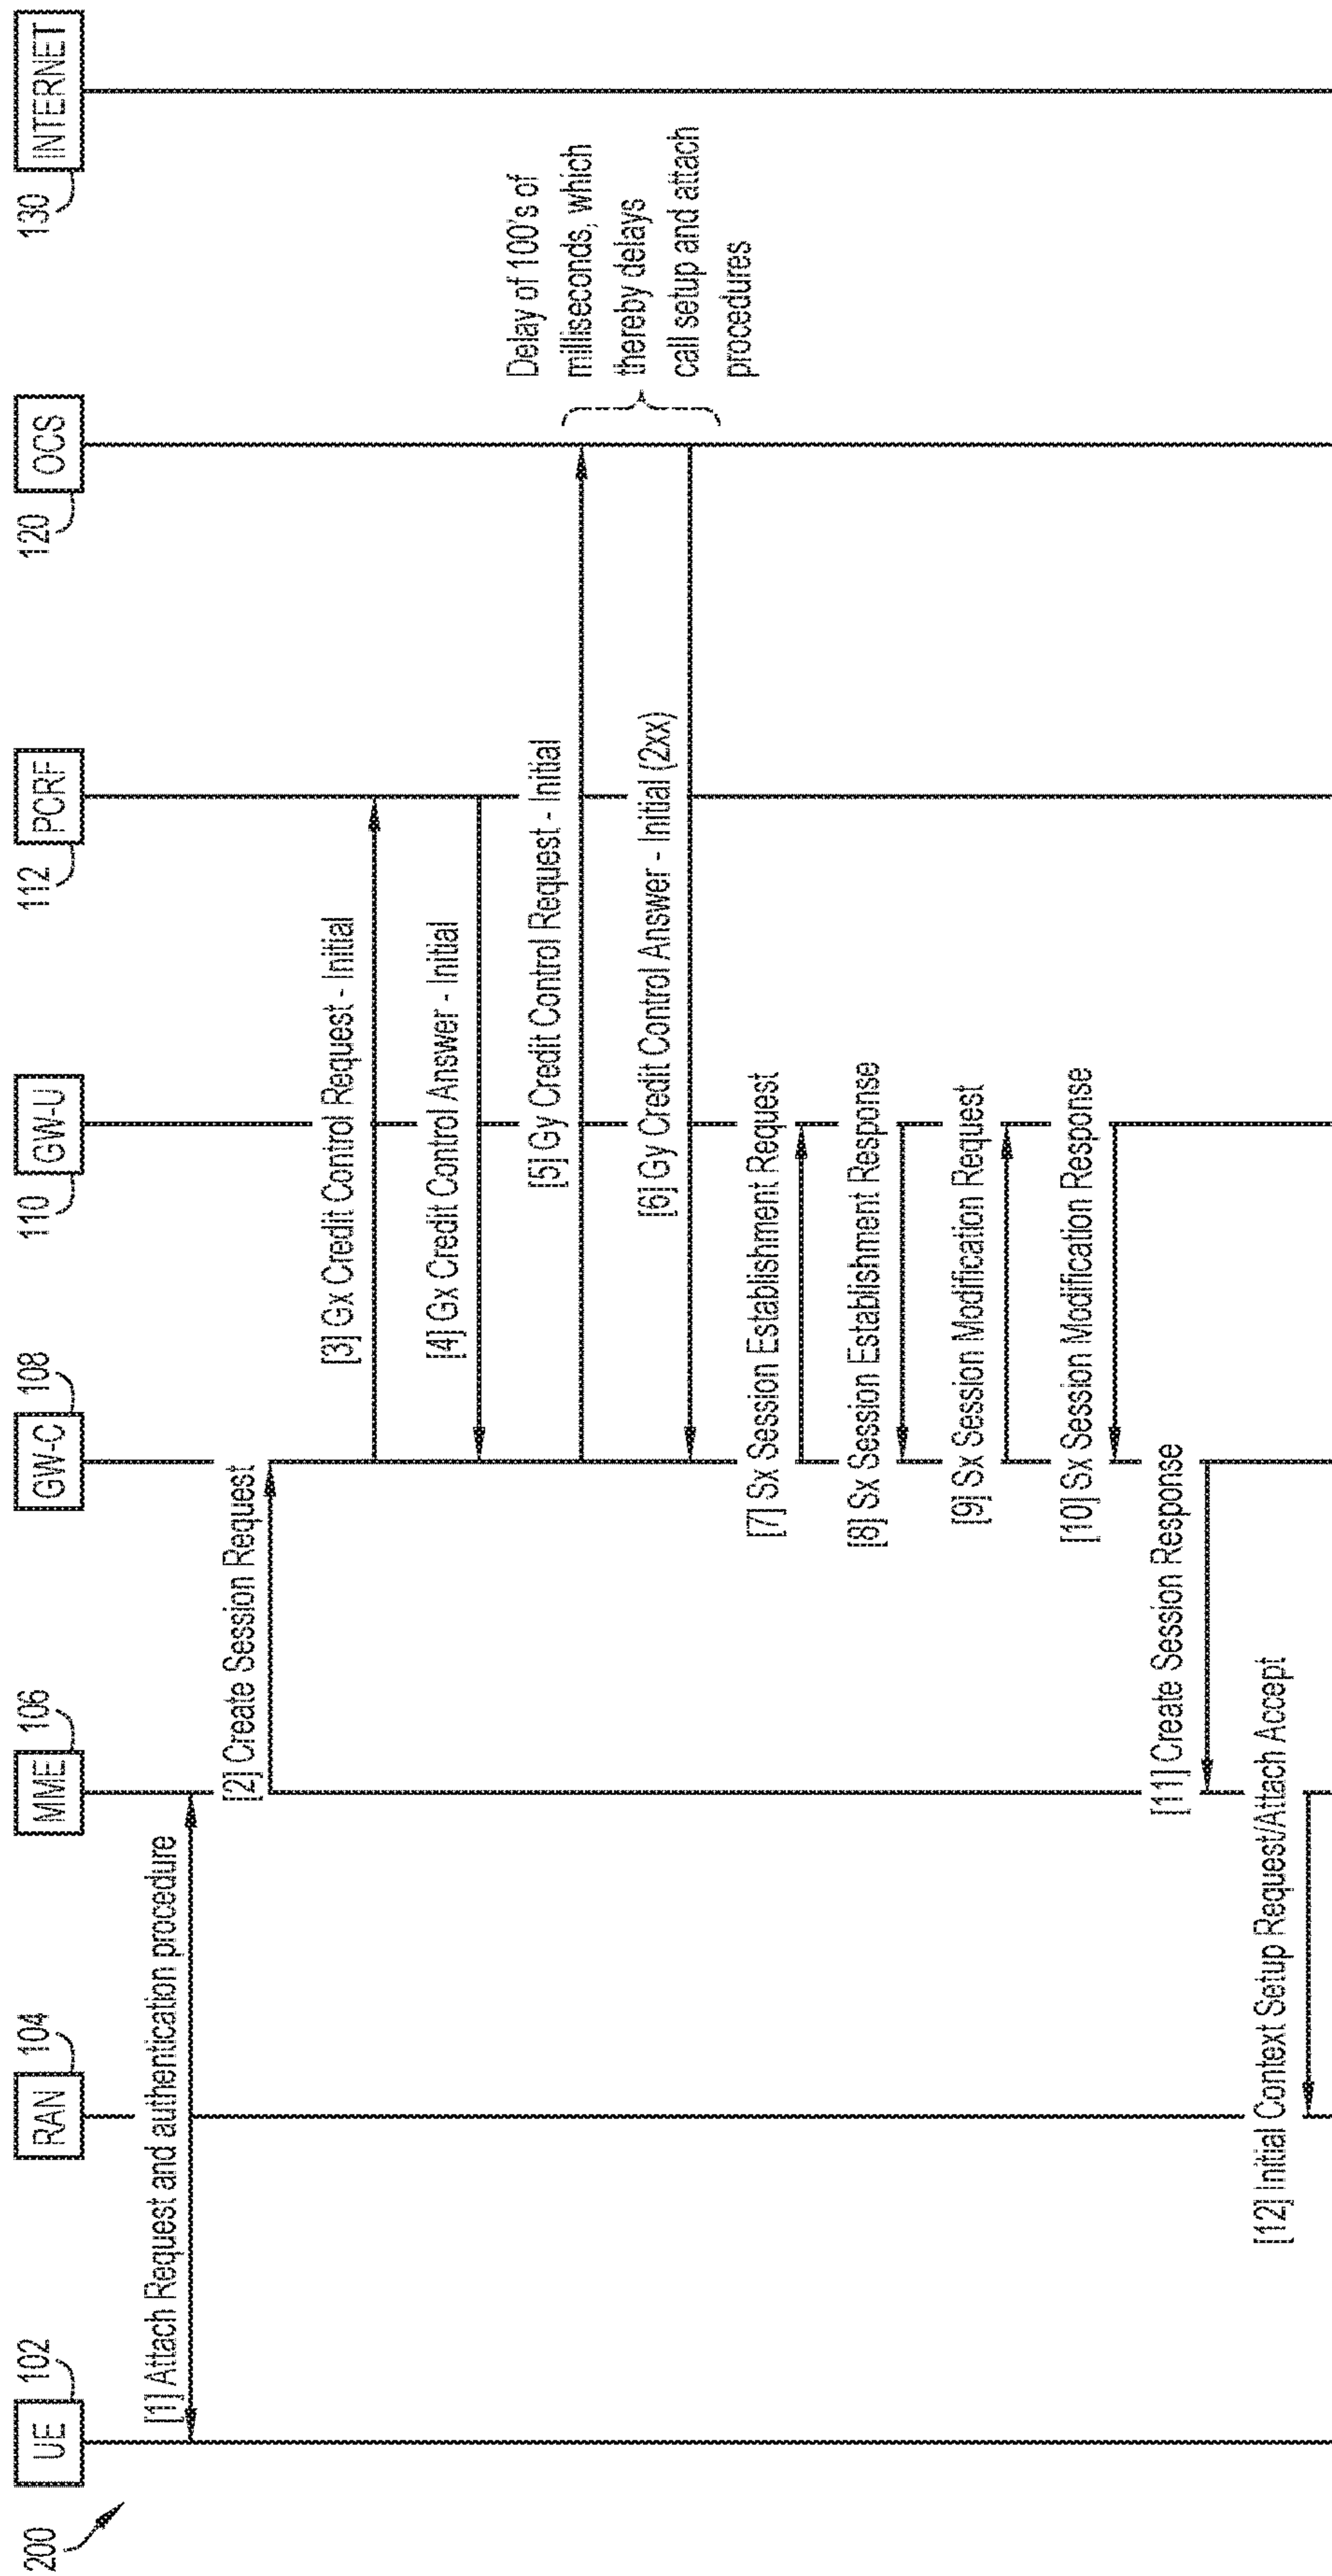 200
UE 102
RAN 104
MME 106
GW-C 108
110 GW-U
112 PCRF
120 OCS
130 INTERNET
[1] Attach Request and authentication procedure
[2] Create Session Request
[3] Gx Credit Control Request - Initial
[4] Gx Credit Control Answer - Initial
[5] Gy Credit Control Request - Initial
[6] Gy Credit Control Answer - Initial (2xx)
Delay of 100's of
milliseconds, which
thereby delays
call setup and attach
procedures
[7] Sx Session Establishment Request
[8] Sx Session Establishment Response
[9] Sx Session Modification Request
[10] Sx Session Modification Response
[11] Create Session Response
[12] Initial Context Setup Request/Attach Accept